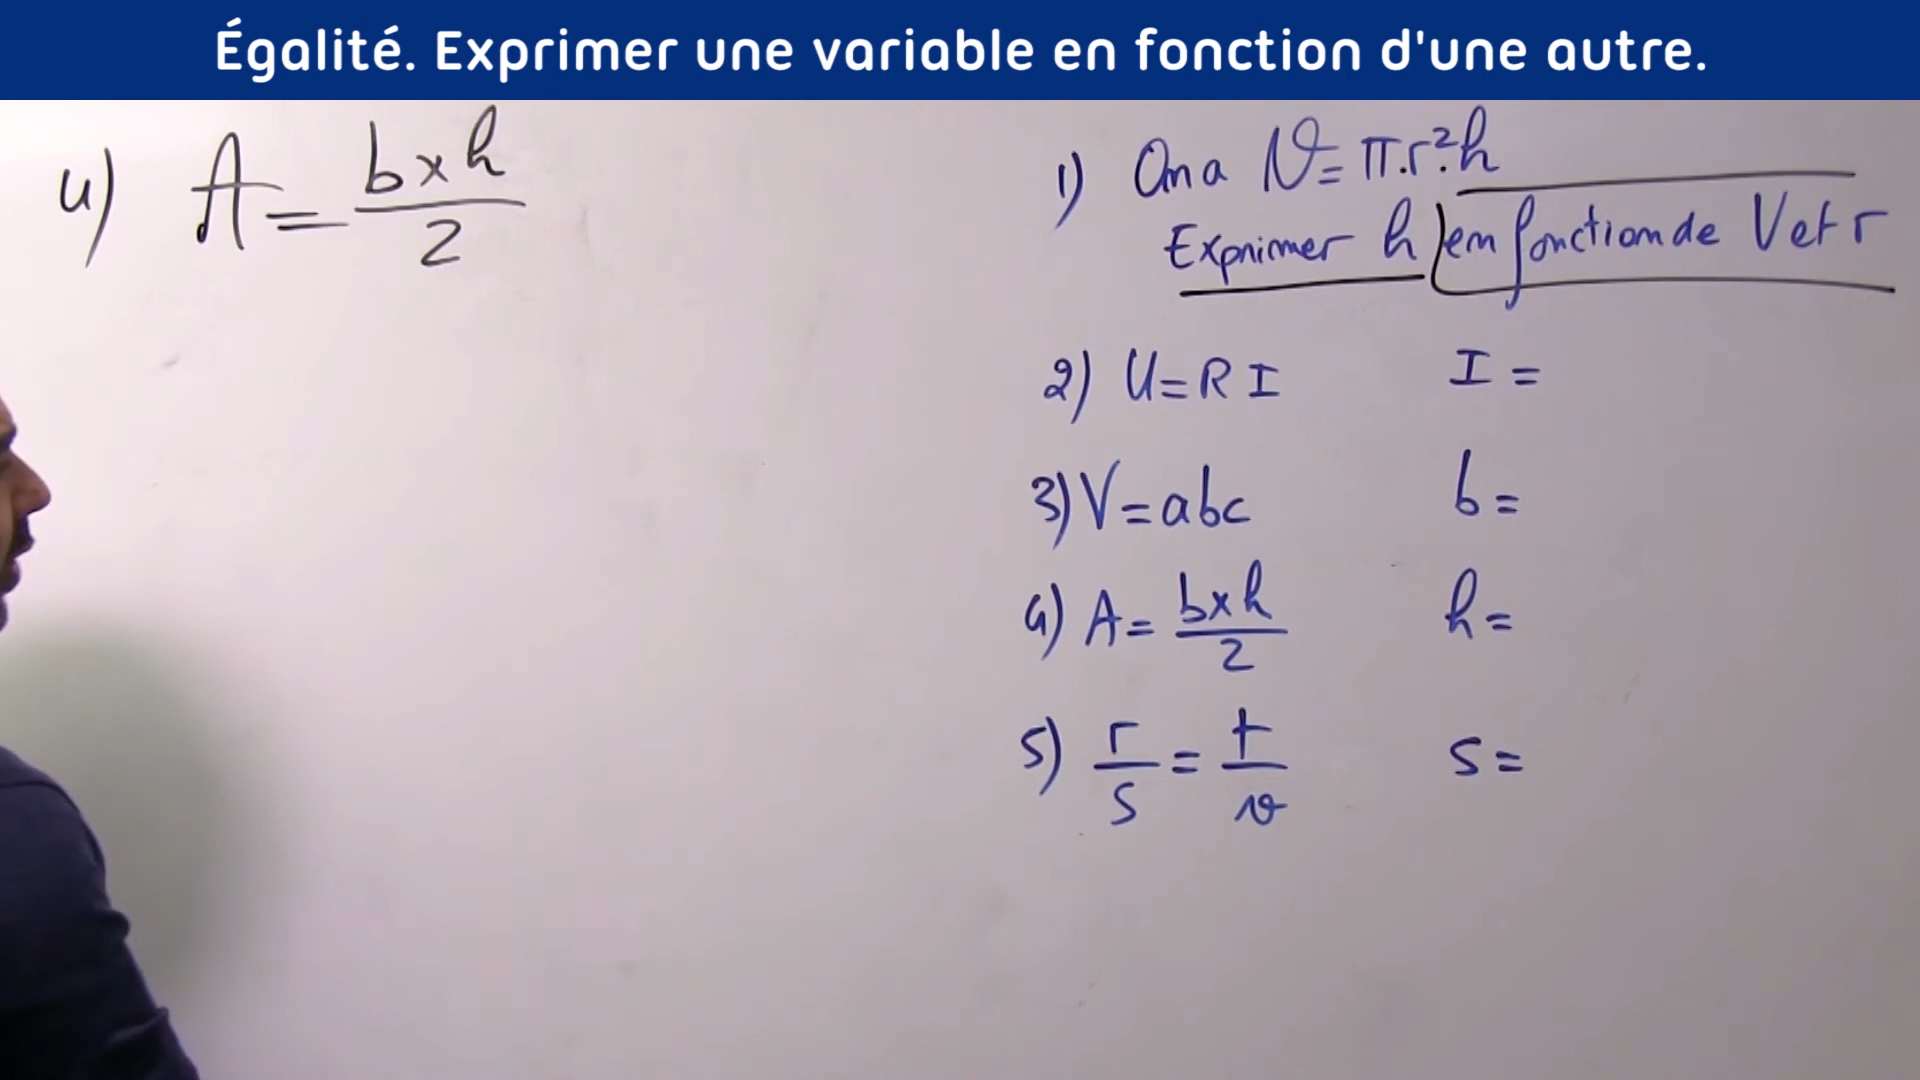 Égalité. Exprimer une variable en fonction d'une autre.
4) A = b×h/2
1) On a V = π.r².h
Exprimer h en fonction de V et r
2) U = R I I =
3) V = abc b =
4) A = b×h/2 h =
5) r/s = t/v s =